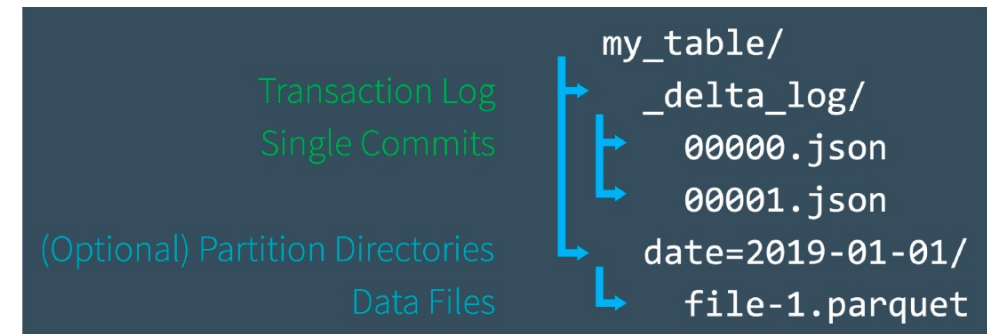 my_table/
Transaction Log _delta_log/
Single Commits 00000.json
00001.json
(Optional) Partition Directories date=2019-01-01/
Data Files file-1.parquet